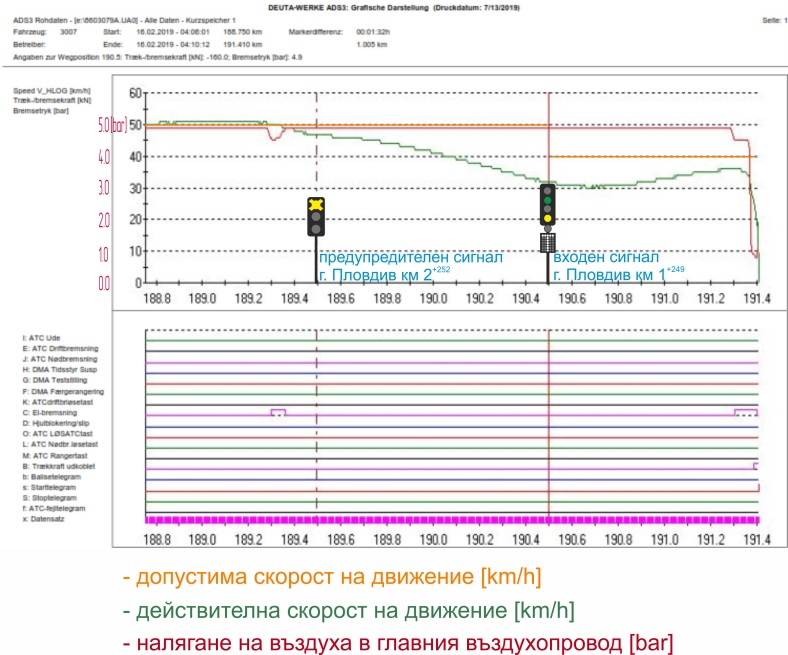 DEUTA-WERKE ADS3: Grafische Darstellung (Druckdatum: 7/13/2019)
ADS3 Rohdaten - [e:\8603079A.UA0] - Alle Daten - Kurzspeicher 1 Seite: 1
Fahrzeug: 3007 Start: 16.02.2019 - 04:06:01 188.750 km Markerdifferenz: 00:01:32h
Betreiber: Ende: 16.02.2019 - 04:10:12 191.410 km 1.005 km
Angaben zur Wegposition 190.5: Træk-/bremsekraft [kN]: -160.0; Bremsetryk [bar]: 4.9
Speed V_HLOG [km/h]
Træk-/bremsekraft [kN]
Bremsetryk [bar]
60
5.0 [bar] 50
4.0 40
3.0 30
2.0 20
1.0 10
0.0 0
предупредителен сигнал
г. Пловдив км 2+252
входен сигнал
г. Пловдив км 1+249
188.8 189.0 189.2 189.4 189.6 189.8 190.0 190.2 190.4 190.6 190.8 191.0 191.2 191.4
I: ATC Ude
E: ATC Driftbremsning
J: ATC Nødbremsning
H: DMA Tidsstyr Susp
G: DMA Teststilling
F: DMA Færgerangering
K: ATCdriftbrløsetast
C: El-bremsning
D: Hjulblokering/slip
O: ATC LØSATCtast
L: ATC Nødbr.løsetast
M: ATC Rangertast
B: Trækkraft udkoblet
b: Balisetelegram
s: Starttelegram
S: Stoptelegram
f: ATC-fejltelegram
x: Datensatz
188.8 189.0 189.2 189.4 189.6 189.8 190.0 190.2 190.4 190.6 190.8 191.0 191.2 191.4
- допустима скорост на движение [km/h]
- действителна скорост на движение [km/h]
- налягане на въздуха в главния въздухопровод [bar]